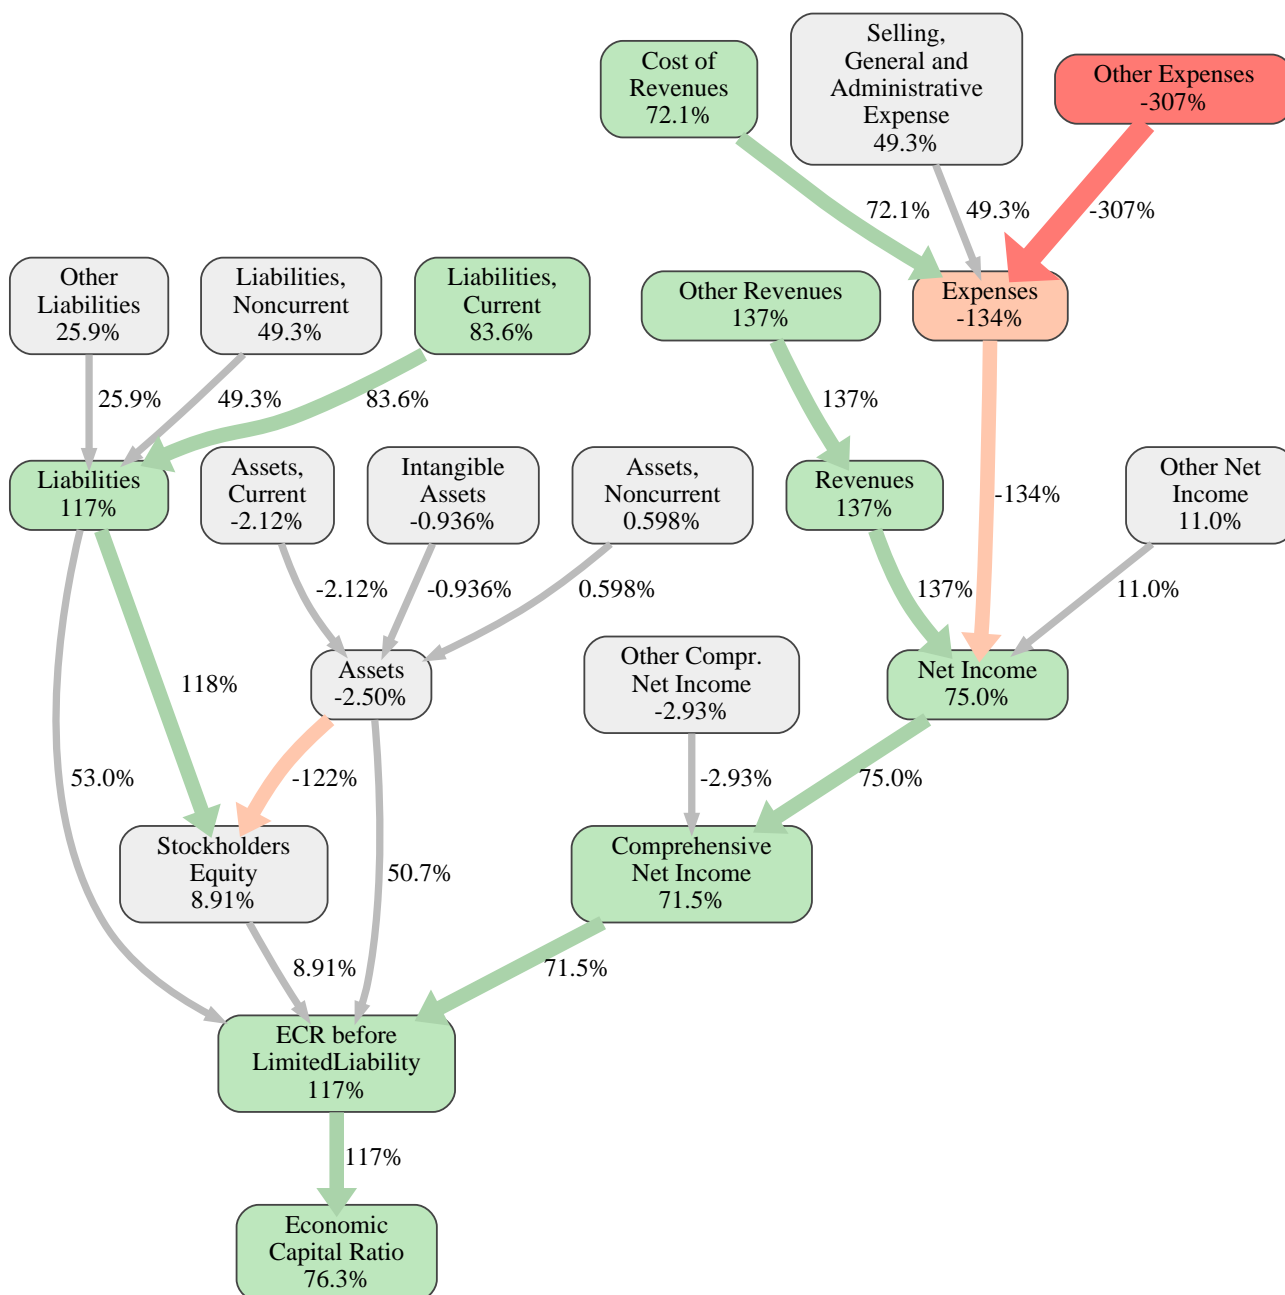 Cost of
Revenues
72.1%
Selling,
General and
Administrative
Expense
49.3%
Other Expenses
-307%
72.1%
49.3%
-307%
Other
Liabilities
25.9%
Liabilities,
Noncurrent
49.3%
Liabilities,
Current
83.6%
Other Revenues
137%
Expenses
-134%
25.9%
49.3%
83.6%
137%
Liabilities
117%
Assets,
Current
-2.12%
Intangible
Assets
-0.936%
Assets,
Noncurrent
0.598%
Revenues
137%
-134%
Other Net
Income
11.0%
-2.12%
-0.936%
0.598%
137%
11.0%
118%
Assets
-2.50%
Other Compr.
Net Income
-2.93%
Net Income
75.0%
53.0%
-122%
-2.93%
75.0%
Stockholders
Equity
8.91%
50.7%
Comprehensive
Net Income
71.5%
8.91%
71.5%
ECR before
LimitedLiability
117%
117%
Economic
Capital Ratio
76.3%